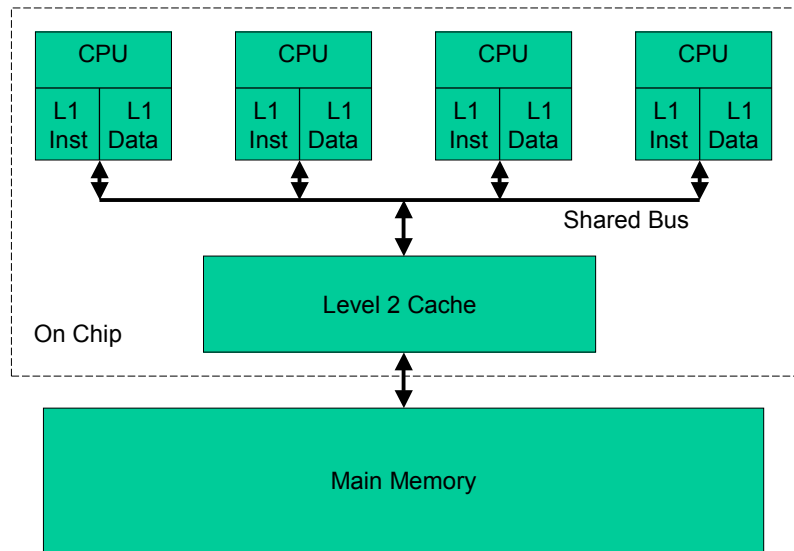 CPU
L1 Inst
L1 Data
CPU
L1 Inst
L1 Data
CPU
L1 Inst
L1 Data
CPU
L1 Inst
L1 Data
Shared Bus
Level 2 Cache
On Chip
Main Memory